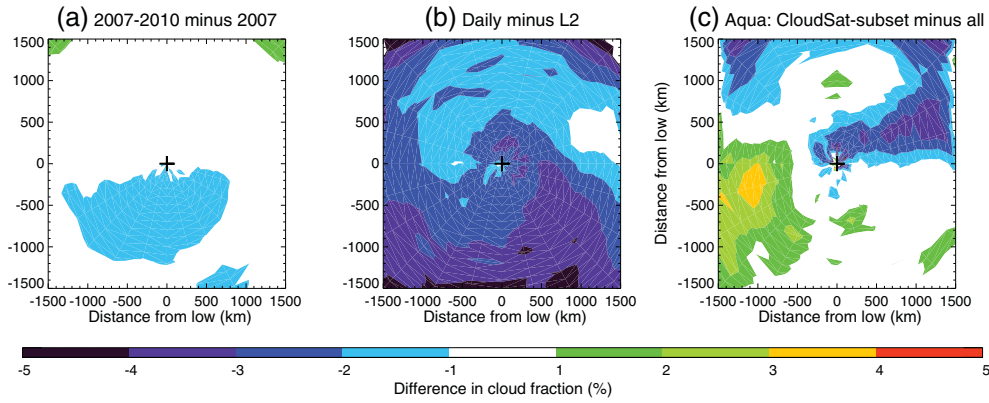 (a) 2007-2010 minus 2007
(b) Daily minus L2
(c) Aqua: CloudSat-subset minus all
1500
1000
500
0
-500
-1000
-1500
-1500 -1000 -500 0 500 1000 1500
Distance from low (km)
1500
1000
500
0
-500
-1000
-1500
-1500 -1000 -500 0 500 1000 1500
Distance from low (km)
Distance from low (km)
1500
1000
500
0
-500
-1000
-1500
-1500 -1000 -500 0 500 1000 1500
Distance from low (km)
-5 -4 -3 -2 -1 1 2 3 4 5
Difference in cloud fraction (%)